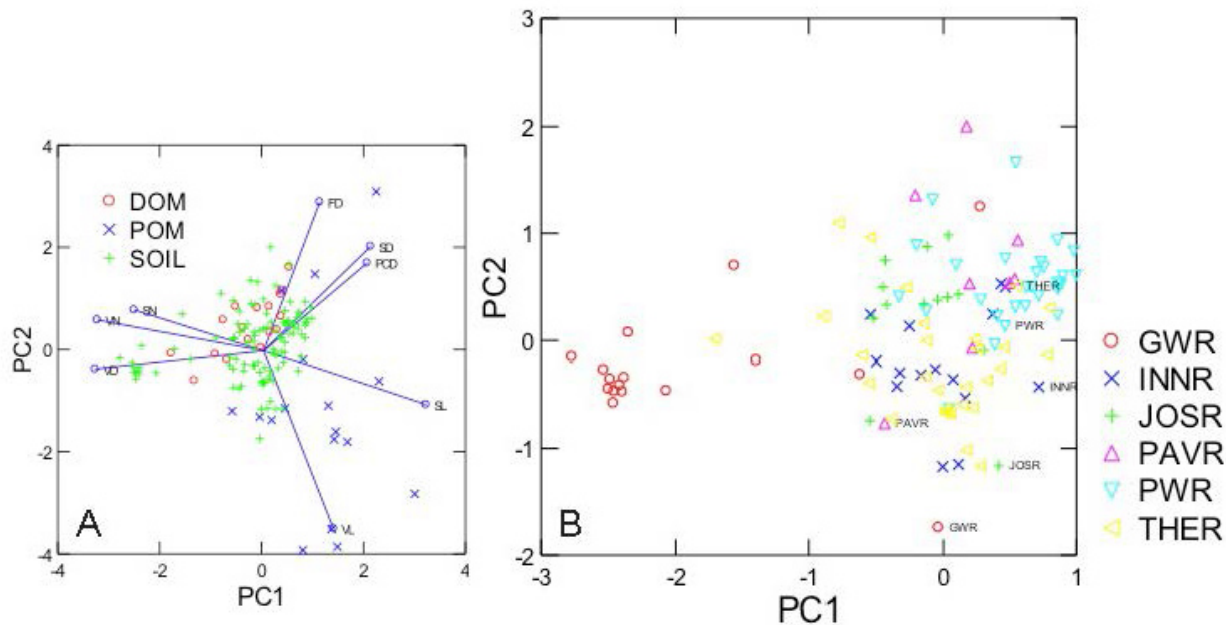 4
2
0
-2
-4
PC2
-4 -2 0 2 4
PC1
DOM
POM
SOIL
FD
SD
PCD
SN
VN
VD
SL
VL
A
3
2
1
0
-1
-2
PC2
-3 -2 -1 0 1
PC1
THER
PWR
INNR
PAVR
JOSR
GWR
B
GWR
INNR
JOSR
PAVR
PWR
THER